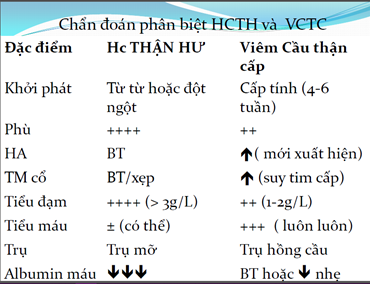 Chẩn đoán phân biệt HCTH và VCTC
Đặc điểm Hc THẬN HƯ Viêm Cầu thận cấp
Khởi phát Từ từ hoặc đột ngột Cấp tính (4-6 tuần)
Phù ++++ ++
HA BT 🡹( mới xuất hiện)
TM cổ BT/xẹp 🡹 (suy tim cấp)
Tiểu đạm ++++ (> 3g/L) ++ (1-2g/L)
Tiểu máu ± (có thể) +++ ( luôn luôn)
Trụ Trụ mỡ Trụ hồng cầu
Albumin máu 🡻🡻🡻 BT hoặc 🡻 nhẹ